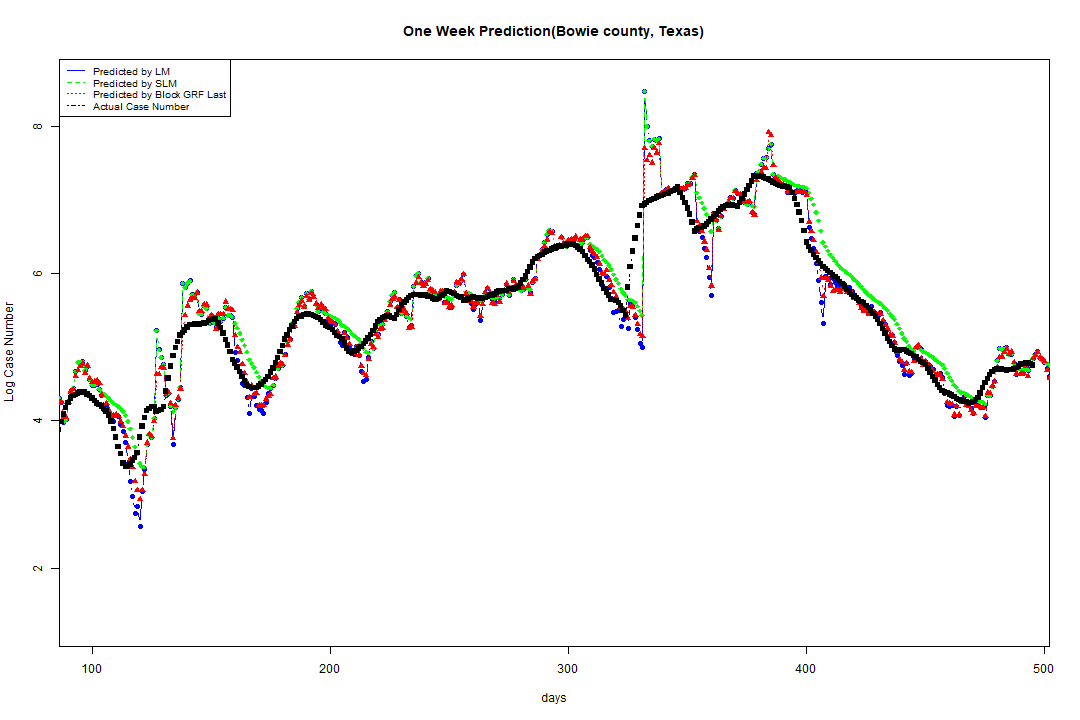 One Week Prediction(Bowie county, Texas)
Predicted by LM
Predicted by SLM
Predicted by Block GRF Last
Actual Case Number
8
6
4
2
Log Case Number
100 200 300 400 500
days